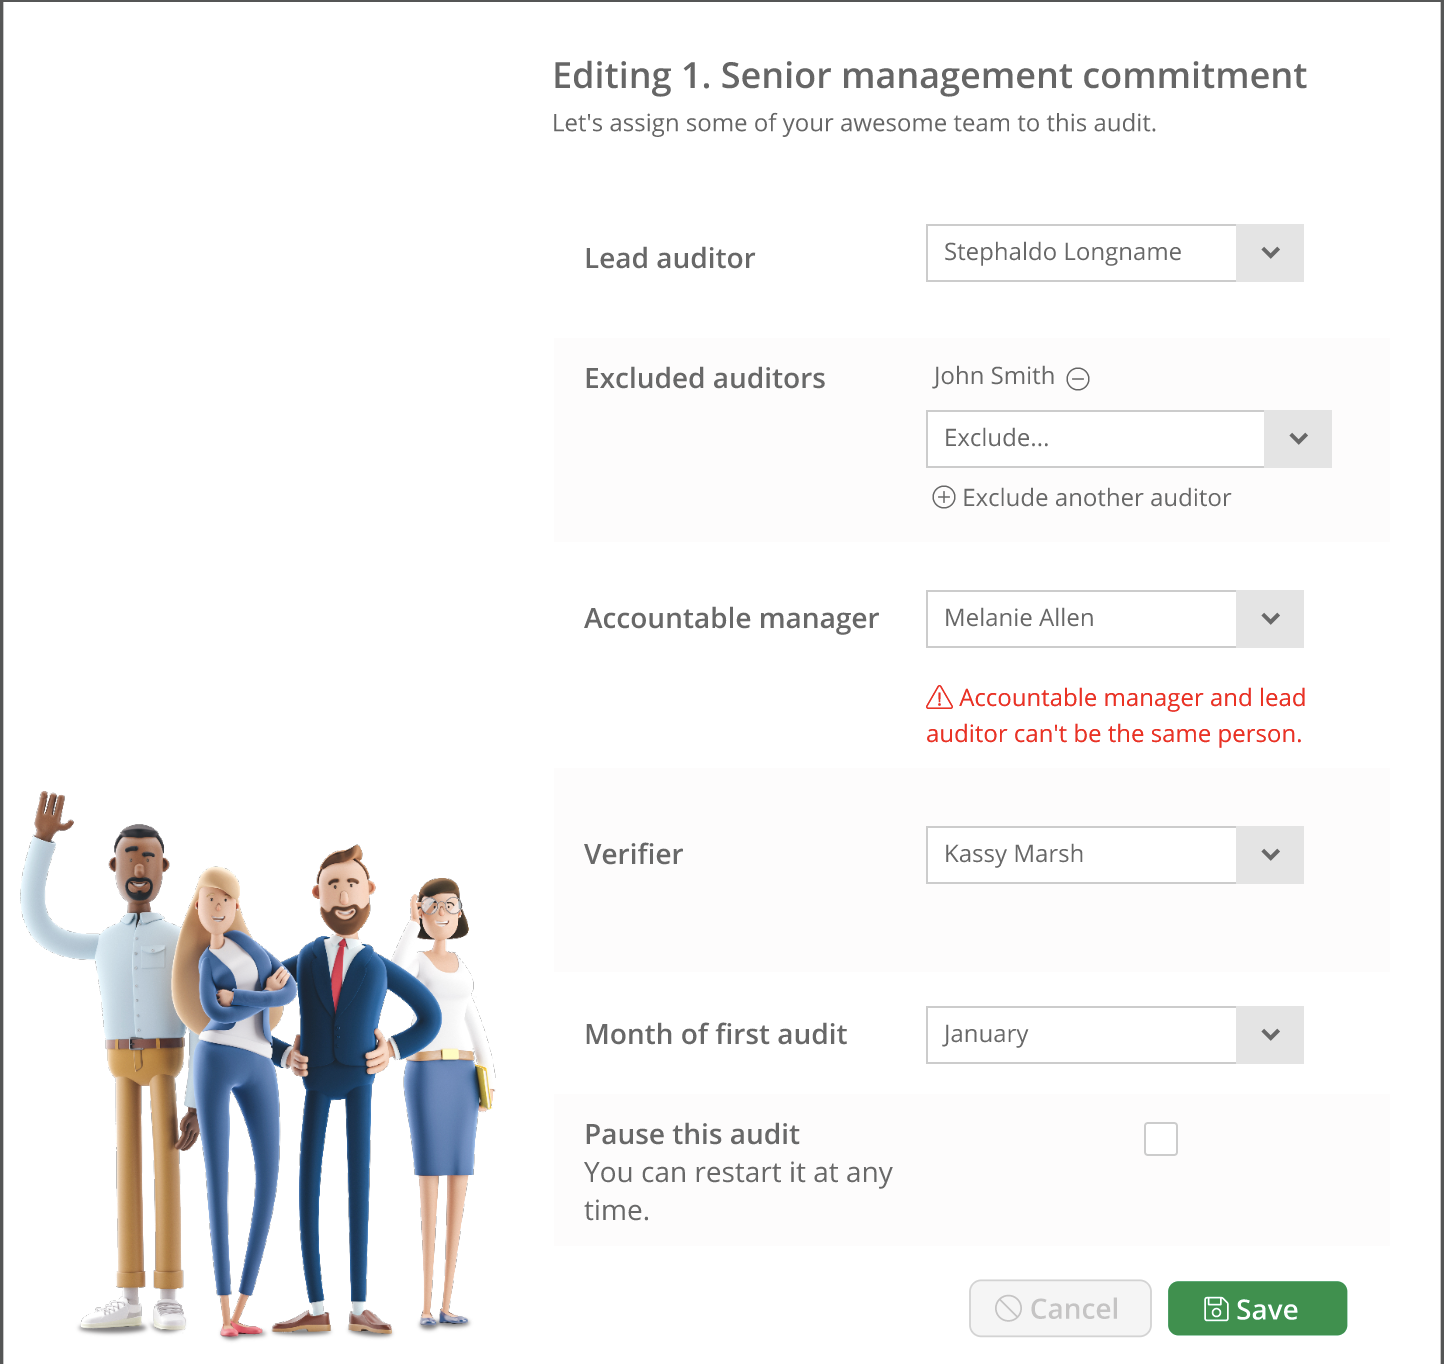 Editing 1. Senior management commitment
Let's assign some of your awesome team to this audit.
Lead auditor
Stephaldo Longname
Excluded auditors
John Smith
Exclude...
Exclude another auditor
Accountable manager
Melanie Allen
Accountable manager and lead
auditor can't be the same person.
Verifier
Kassy Marsh
Month of first audit
January
Pause this audit
You can restart it at any
time.
Cancel
Save